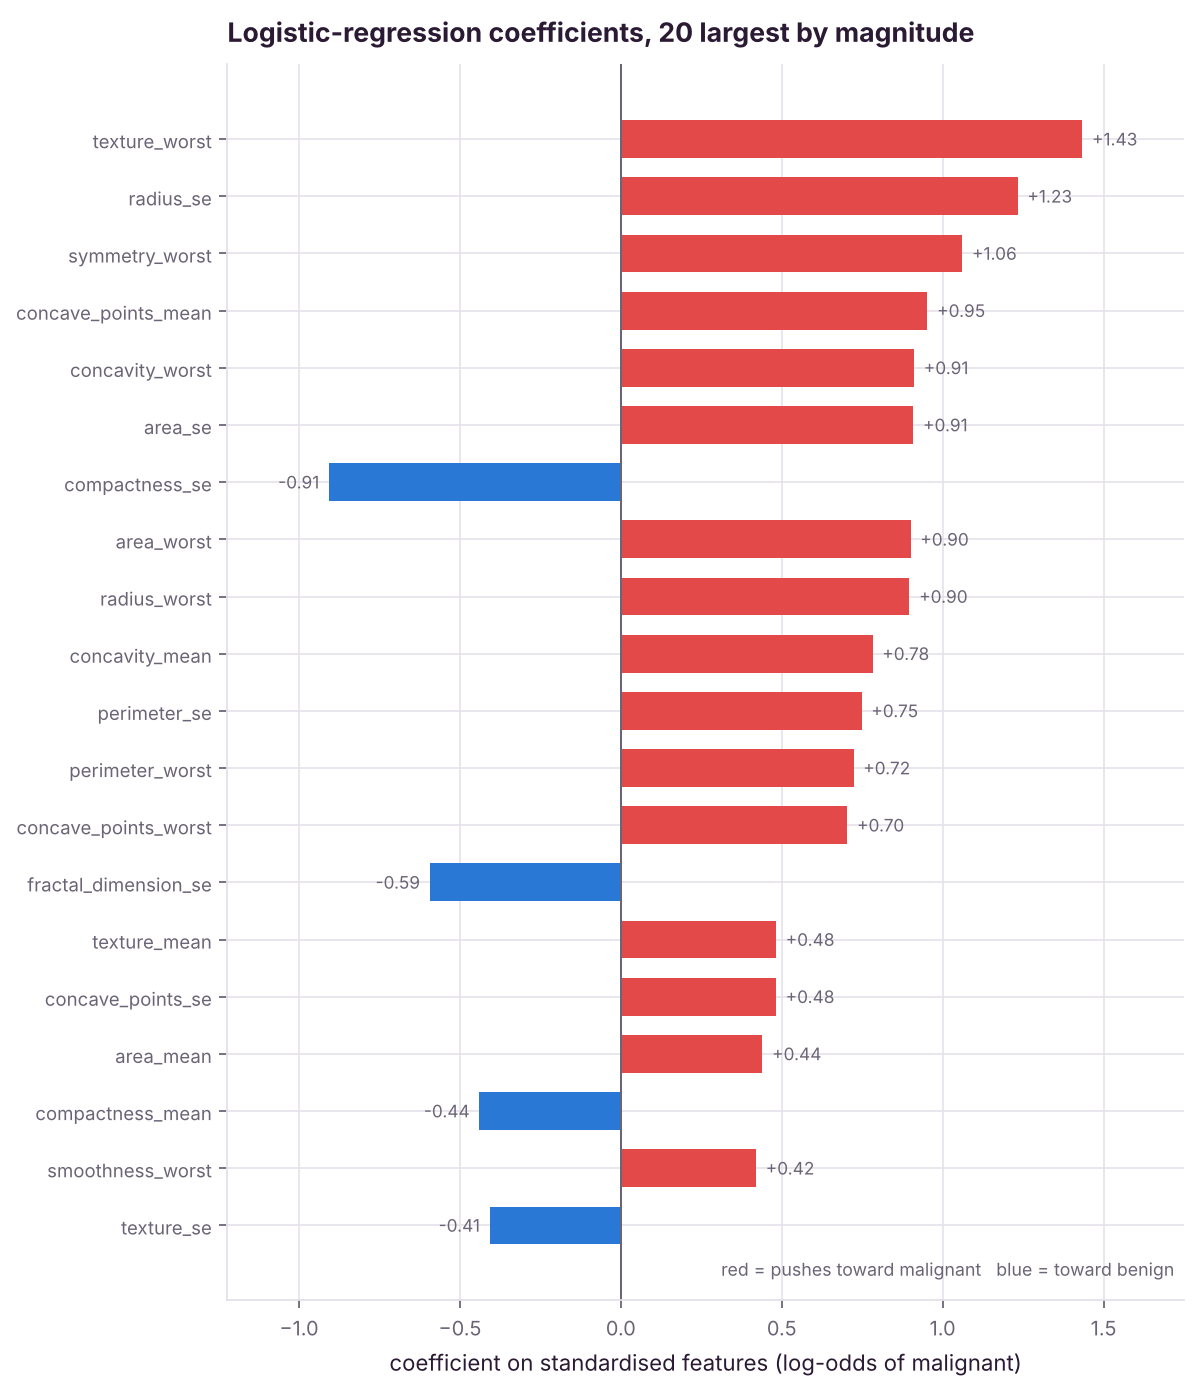 Logistic-regression coefficients, 20 largest by magnitude
texture_worst +1.43
radius_se +1.23
symmetry_worst +1.06
concave_points_mean +0.95
concavity_worst +0.91
area_se +0.91
compactness_se −0.91
area_worst +0.90
radius_worst +0.90
concavity_mean +0.78
perimeter_se +0.75
perimeter_worst +0.72
concave_points_worst +0.70
fractal_dimension_se −0.59
texture_mean +0.48
concave_points_se +0.48
area_mean +0.44
compactness_mean −0.44
smoothness_worst +0.42
texture_se −0.41
red = pushes toward malignant blue = toward benign
−1.0 −0.5 0.0 0.5 1.0 1.5
coefficient on standardised features (log-odds of malignant)